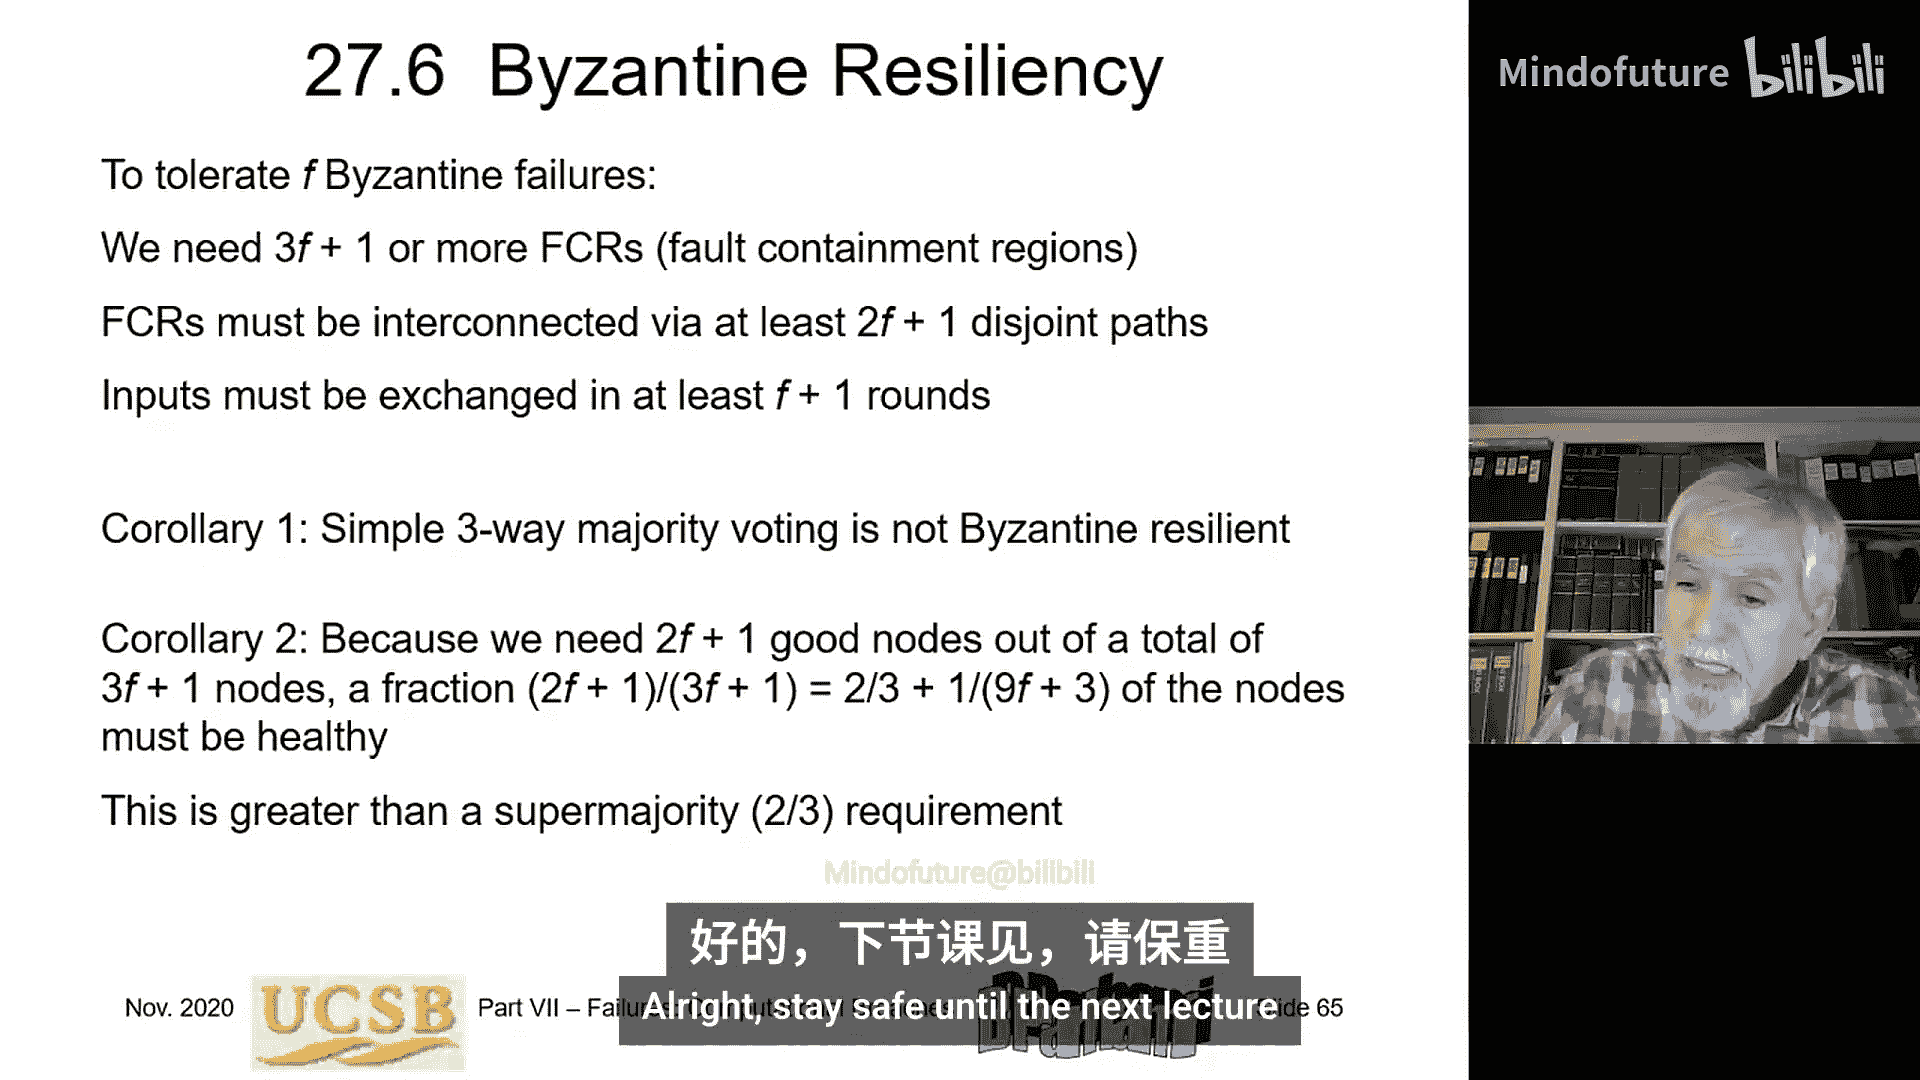 27.6 Byzantine Resiliency
Mindofuture bilibili
To tolerate f Byzantine failures:
We need 3f + 1 or more FCRs (fault containment regions)
FCRs must be interconnected via at least 2f + 1 disjoint paths
Inputs must be exchanged in at least f + 1 rounds
Corollary 1: Simple 3-way majority voting is not Byzantine resilient
Corollary 2: Because we need 2f + 1 good nodes out of a total of
3f + 1 nodes, a fraction (2f + 1)/(3f + 1) = 2/3 + 1/(9f + 3) of the nodes
must be healthy
This is greater than a supermajority (2/3) requirement
Mindofuture@bilibili
好的，下节课见，请保重
Alright, stay safe until the next lecture
Nov. 2020
UCSB
Part VII – Failures: Computational
B. Parhami
Slide 65